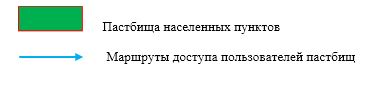 Пастбища населенных пунктов
Маршруты доступа пользователей пастбищ